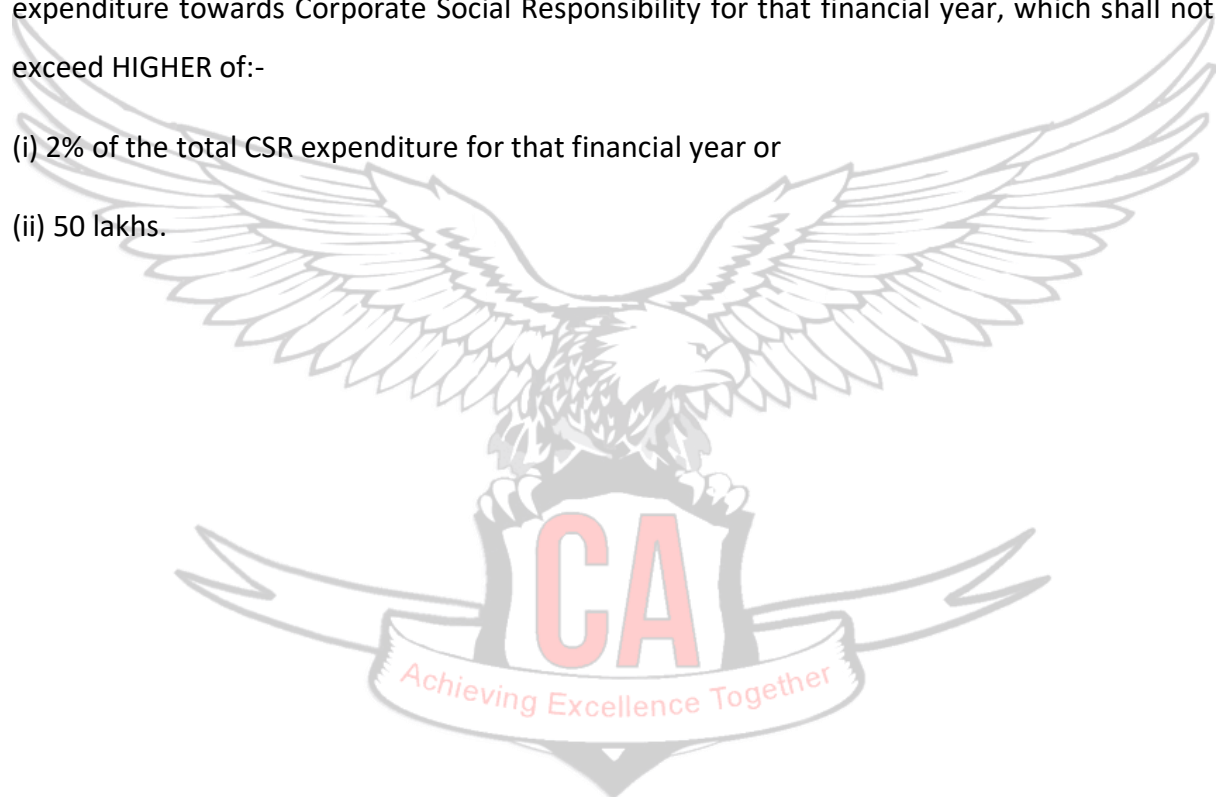 expenditure towards Corporate Social Responsibility for that financial year, which shall not
exceed HIGHER of:-
(i) 2% of the total CSR expenditure for that financial year or
(ii) 50 lakhs.
CA
Achieving Excellence Together